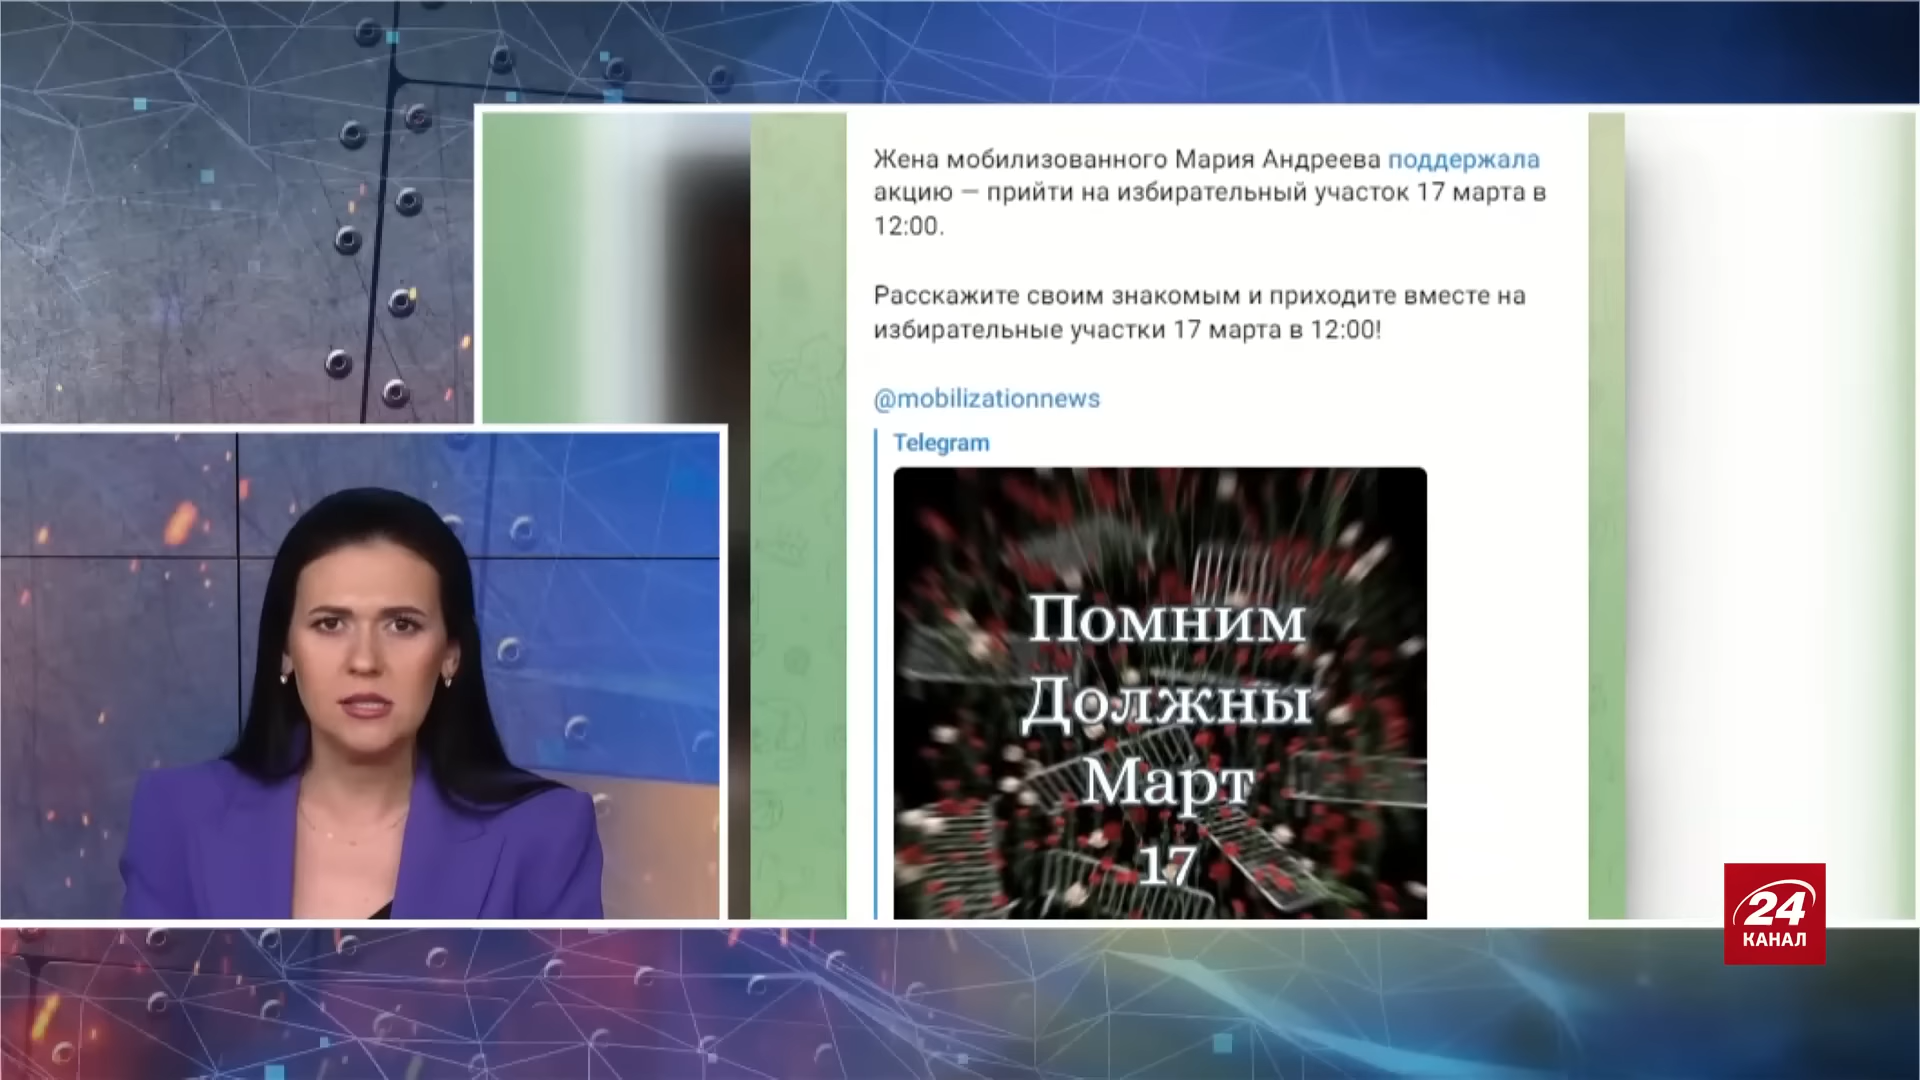 Жена мобилизованного Мария Андреева поддержала
акцию — прийти на избирательный участок 17 марта в
12:00.
Расскажите своим знакомым и приходите вместе на
избирательные участки 17 марта в 12:00!
@mobilizationnews
Telegram
Помним
Должны
Март
17
24
КАНАЛ